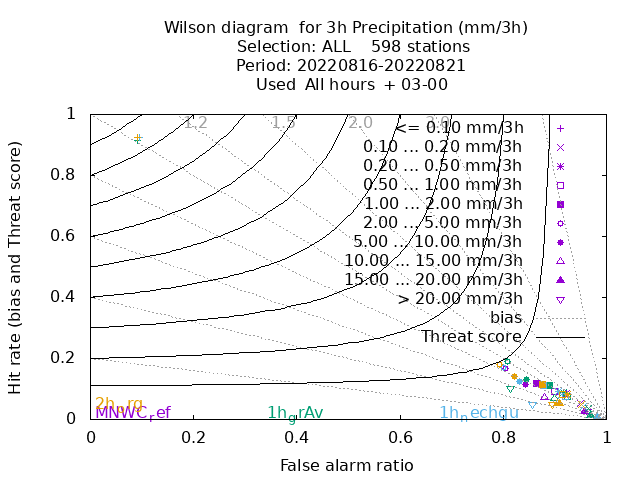 Wilson diagram  for 3h Precipitation (mm/3h)
Selection: ALL    598 stations
Period: 20220816-20220821
Used  All hours  + 03-00
1.2 1.5 2.0
<= 0.10 mm/3h
0.10 ... 0.20 mm/3h
0.20 ... 0.50 mm/3h
0.50 ... 1.00 mm/3h
1.00 ... 2.00 mm/3h
2.00 ... 5.00 mm/3h
5.00 ... 10.00 mm/3h
10.00 ... 15.00 mm/3h
15.00 ... 20.00 mm/3h
> 20.00 mm/3h
bias
Threat score
Hit rate (bias and Threat score)
1
0.8
0.6
0.4
0.2
0
MNWCref
1hgrAv
0 0.2 0.4 0.6 0.8 1
False alarm ratio